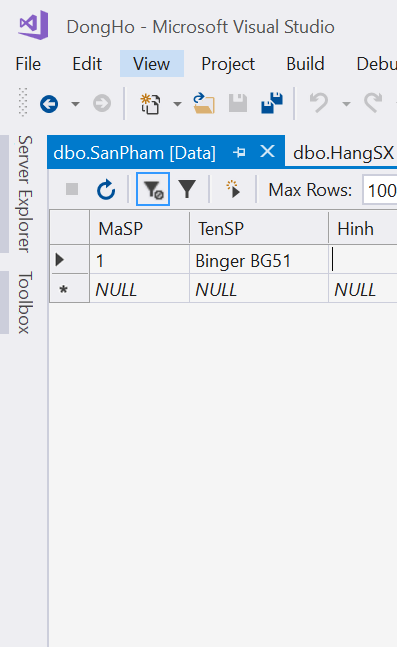 DongHo - Microsoft Visual Studio
File Edit View Project Build Debu
dbo.SanPham [Data] dbo.HangSX
Max Rows: 100
MaSP TenSP Hinh
1 Binger BG51
* NULL NULL NULL
Server Explorer
Toolbox